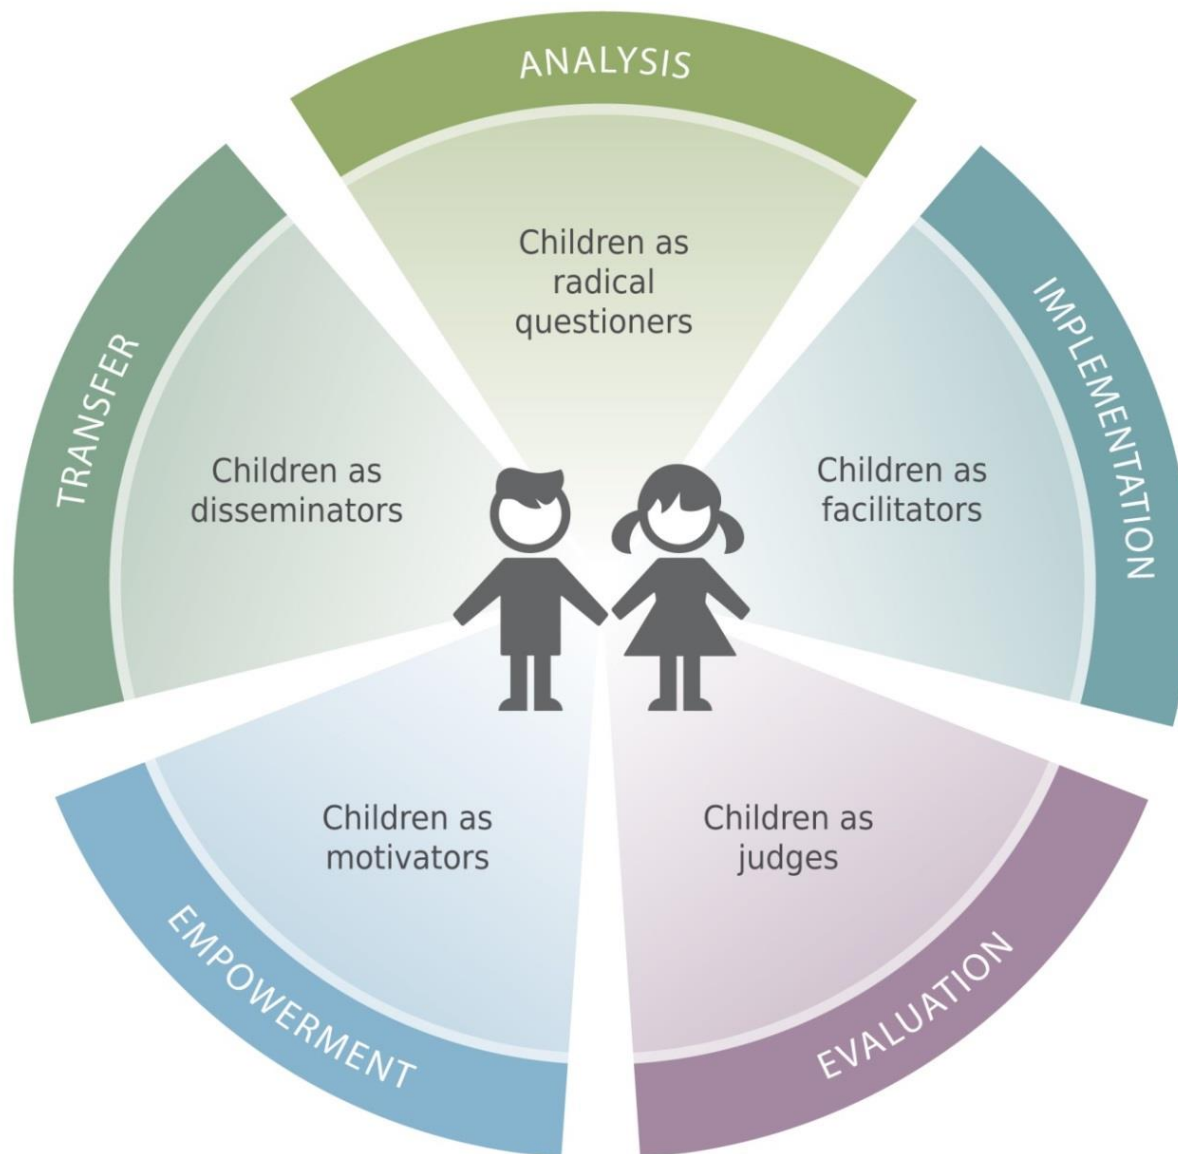 ANALYSIS
Children as
radical
questioners
IMPLEMENTATION
Children as
facilitators
EVALUATION
Children as
judges
EMPOWERMENT
Children as
motivators
TRANSFER
Children as
disseminators